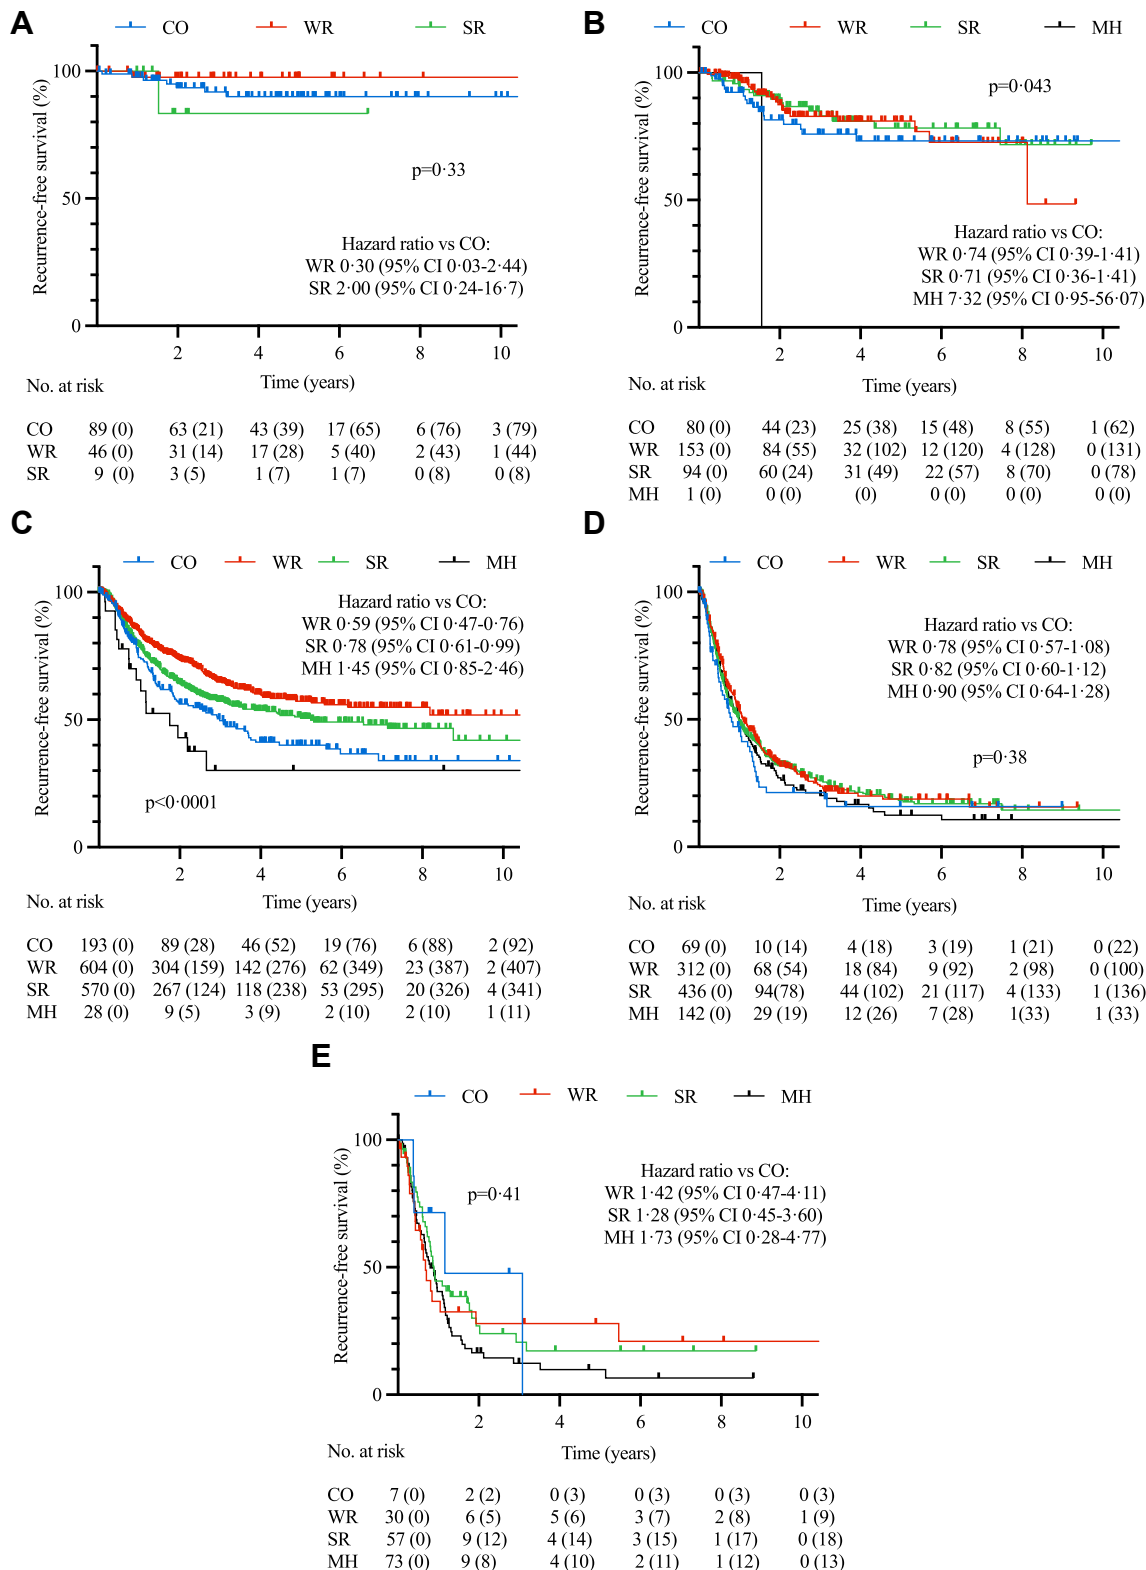 A
CO WR SR
Recurrence-free survival (%)
100
50
0
p=0·33
Hazard ratio vs CO:
WR 0·30 (95% CI 0·03-2·44)
SR 2·00 (95% CI 0·24-16·7)
2 4 6 8 10
Time (years)
No. at risk
CO 89 (0) 63 (21) 43 (39) 17 (65) 6 (76) 3 (79)
WR 46 (0) 31 (14) 17 (28) 5 (40) 2 (43) 1 (44)
SR 9 (0) 3 (5) 1 (7) 1 (7) 0 (8) 0 (8)
B
CO WR SR MH
Recurrence-free survival (%)
100
50
0
p=0·043
Hazard ratio vs CO:
WR 0·74 (95% CI 0·39-1·41)
SR 0·71 (95% CI 0·36-1·41)
MH 7·32 (95% CI 0·95-56·07)
2 4 6 8 10
Time (years)
No. at risk
CO 80 (0) 44 (23) 25 (38) 15 (48) 8 (55) 1 (62)
WR 153 (0) 84 (55) 32 (102) 12 (120) 4 (128) 0 (131)
SR 94 (0) 60 (24) 31 (49) 22 (57) 8 (70) 0 (78)
MH 1 (0) 0 (0) (0) 0 (0) 0 (0) 0 (0)
C
CO WR SR MH
Recurrence-free survival (%)
100
50
0
Hazard ratio vs CO:
WR 0·59 (95% CI 0·47-0·76)
SR 0·78 (95% CI 0·61-0·99)
MH 1·45 (95% CI 0·85-2·46)
p<0·0001
2 4 6 8 10
Time (years)
No. at risk
CO 193 (0) 89 (28) 46 (52) 19 (76) 6 (88) 2 (92)
WR 604 (0) 304 (159) 142 (276) 62 (349) 23 (387) 2 (407)
SR 570 (0) 267 (124) 118 (238) 53 (295) 20 (326) 4 (341)
MH 28 (0) 9 (5) 3 (9) 2 (10) 2 (10) 1 (11)
D
CO WR SR MH
Recurrence-free survival (%)
100
50
0
Hazard ratio vs CO:
WR 0·78 (95% CI 0·57-1·08)
SR 0·82 (95% CI 0·60-1·12)
MH 0·90 (95% CI 0·64-1·28)
p=0·38
2 4 6 8 10
Time (years)
No. at risk
CO 69 (0) 10 (14) 4 (18) 3 (19) 1 (21) 0 (22)
WR 312 (0) 68 (54) 18 (84) 9 (92) 2 (98) 0 (100)
SR 436 (0) 94(78) 44 (102) 21 (117) 4 (133) 1 (136)
MH 142 (0) 29 (19) 12 (26) 7 (28) 1(33) 1 (33)
E
CO WR SR MH
Recurrence-free survival (%)
100
50
0
p=0·41
Hazard ratio vs CO:
WR 1·42 (95% CI 0·47-4·11)
SR 1·28 (95% CI 0·45-3·60)
MH 1·73 (95% CI 0·28-4·77)
2 4 6 8 10
Time (years)
No. at risk
CO 7 (0) 2 (2) 0 (3) 0 (3) 0 (3) 0 (3)
WR 30 (0) 6 (5) 5 (6) 3 (7) 2 (8) 1 (9)
SR 57 (0) 9 (12) 4 (14) 3 (15) 1 (17) 0 (18)
MH 73 (0) 9 (8) 4 (10) 2 (11) 1 (12) 0 (13)